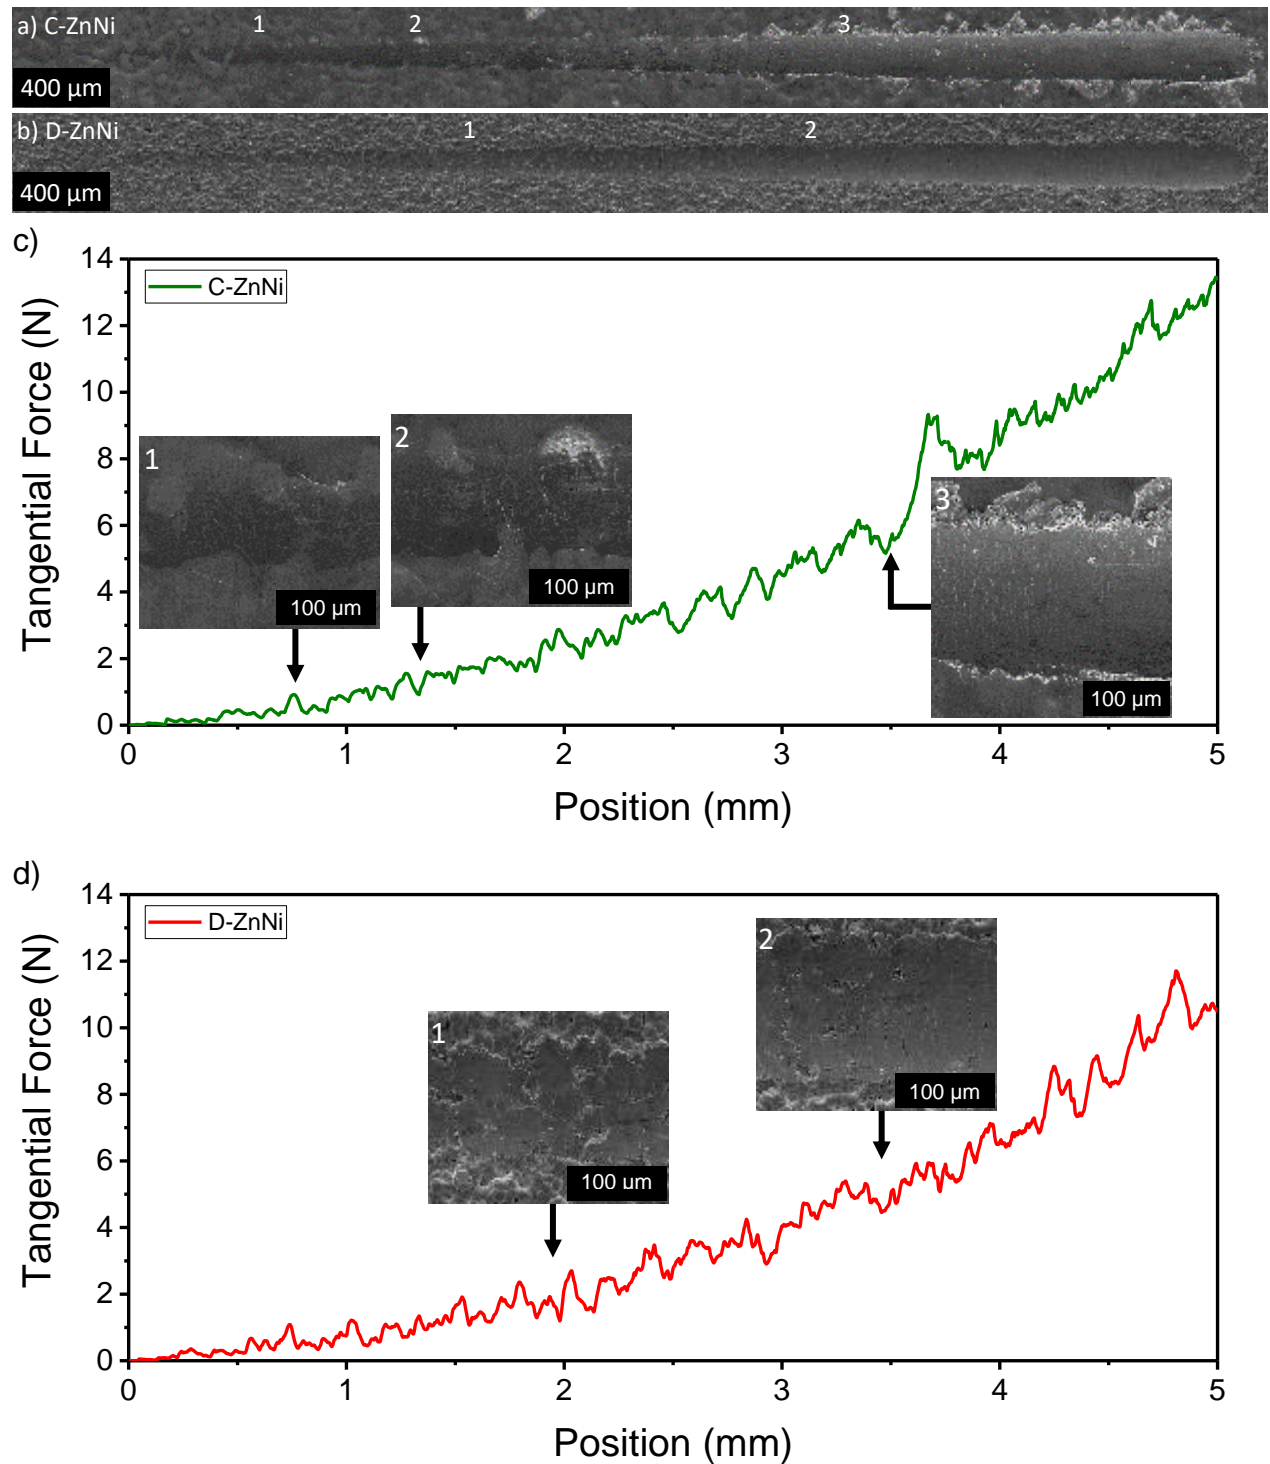 a) C-ZnNi 1 2 3
400 µm
b) D-ZnNi 1 2
400 µm
c)
14
12
10
8
6
4
2
0
Tangential Force (N)
C-ZnNi
1
100 µm
2
100 µm
3
100 µm
0 1 2 3 4 5
Position (mm)
d)
14
12
10
8
6
4
2
0
Tangential Force (N)
D-ZnNi
1
100 µm
2
100 µm
0 1 2 3 4 5
Position (mm)